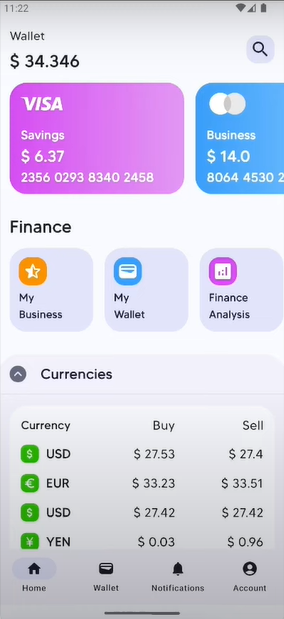 11:22
Wallet
$ 34.346
VISA
Savings
$ 6.37
2356 0293 8340 2458
Business
$ 14.0
8064 4530 2
Finance
My
Business
My
Wallet
Finance
Analysis
Currencies
Currency Buy Sell
$ USD $ 27.53 $ 27.4
€ EUR $ 33.23 $ 33.51
$ USD $ 27.42 $ 27.42
¥ YEN $ 0.03 $ 0.96
Home Wallet Notifications Account